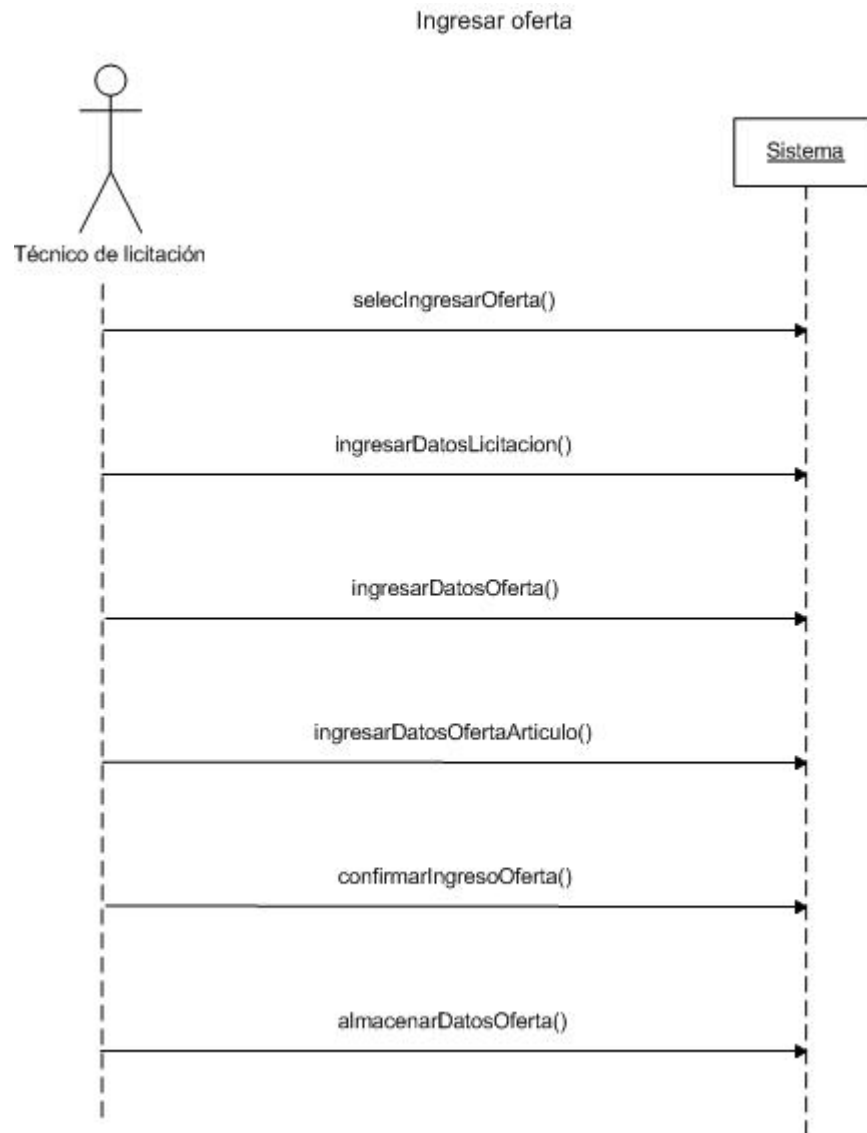 Ingresar oferta
Sistema
Técnico de licitación
selecIngresarOferta()
ingresarDatosLicitacion()
ingresarDatosOferta()
ingresarDatosOfertaArticulo()
confirmarIngresoOferta()
almacenarDatosOferta()